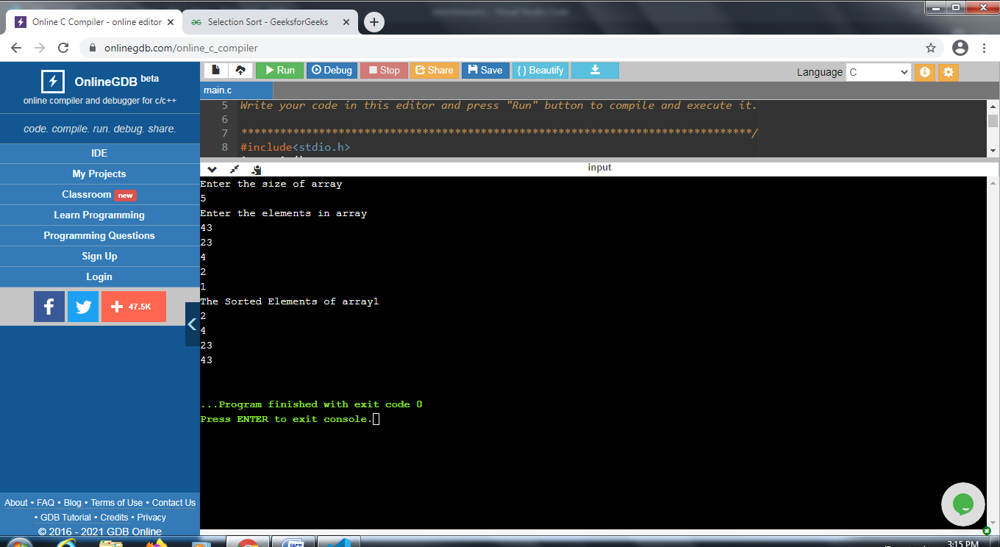 Online C Compiler - online editor
Selection Sort - GeeksforGeeks
onlinegdb.com/online_c_compiler
OnlineGDB beta
online compiler and debugger for c/c++
code. compile. run. debug. share.
IDE
My Projects
Classroom new
Learn Programming
Programming Questions
Sign Up
Login
47.5K
About • FAQ • Blog • Terms of Use • Contact Us
• GDB Tutorial • Credits • Privacy
© 2016 - 2021 GDB Online
Run Debug Stop Share Save { } Beautify
Language C
main.c
5 Write your code in this editor and press "Run" button to compile and execute it.
6
7 *******************************************************************************/
8 #include<stdio.h>
input
Enter the size of array
5
Enter the elements in array
43
23
4
2
1
The Sorted Elements of array1
2
4
23
43
...Program finished with exit code 0
Press ENTER to exit console.
3:15 PM